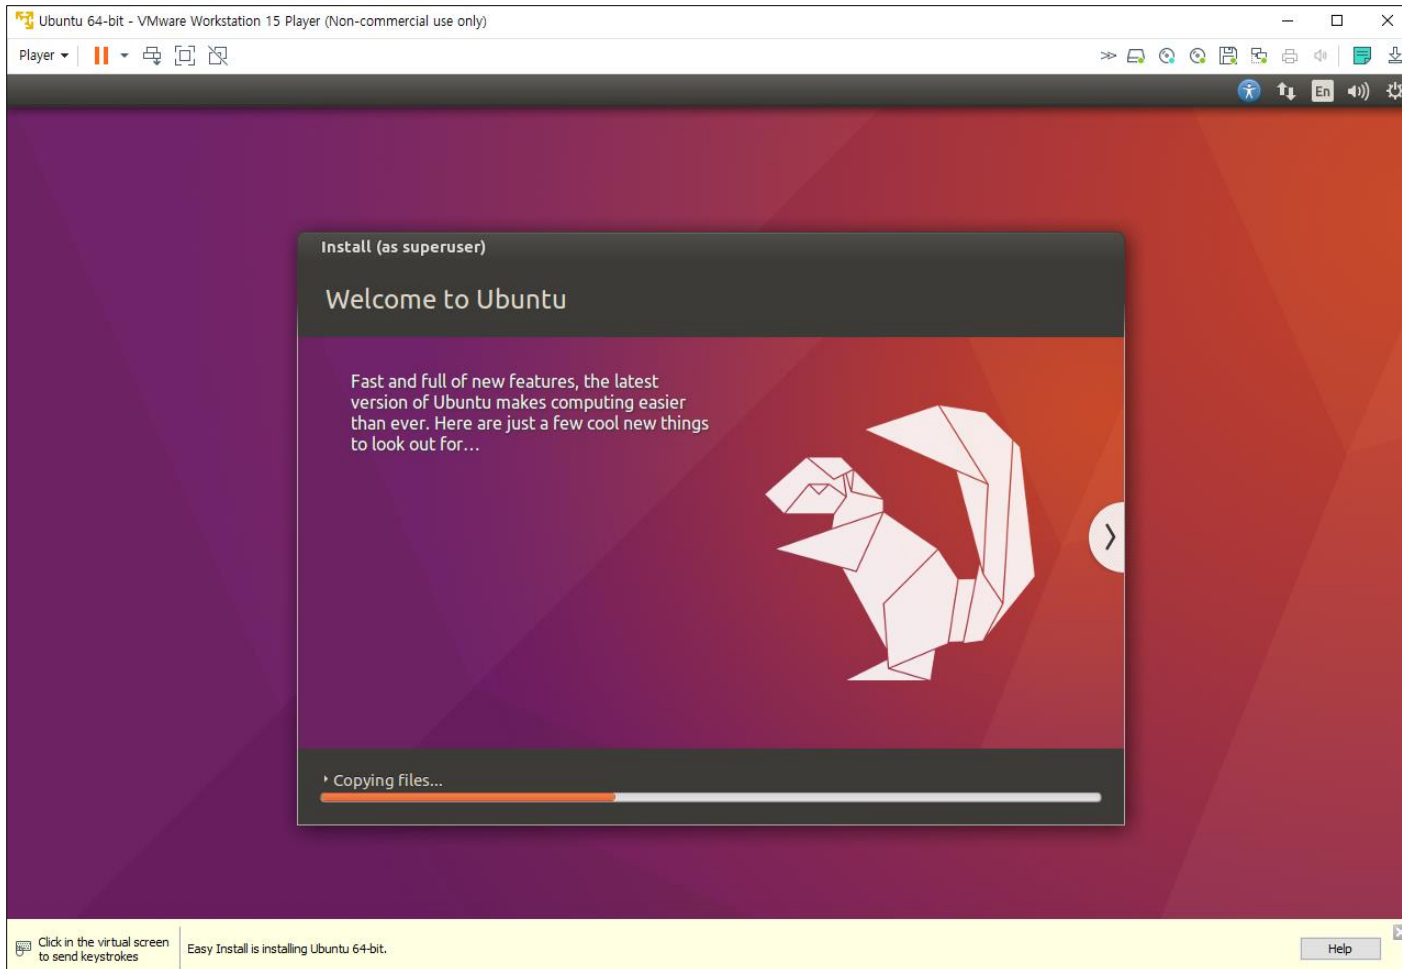 Ubuntu 64-bit - VMware Workstation 15 Player (Non-commercial use only)
Player
En
Install (as superuser)
Welcome to Ubuntu
Fast and full of new features, the latest
version of Ubuntu makes computing easier
than ever. Here are just a few cool new things
to look out for…
Copying files...
Click in the virtual screen
to send keystrokes
Easy Install is installing Ubuntu 64-bit.
Help